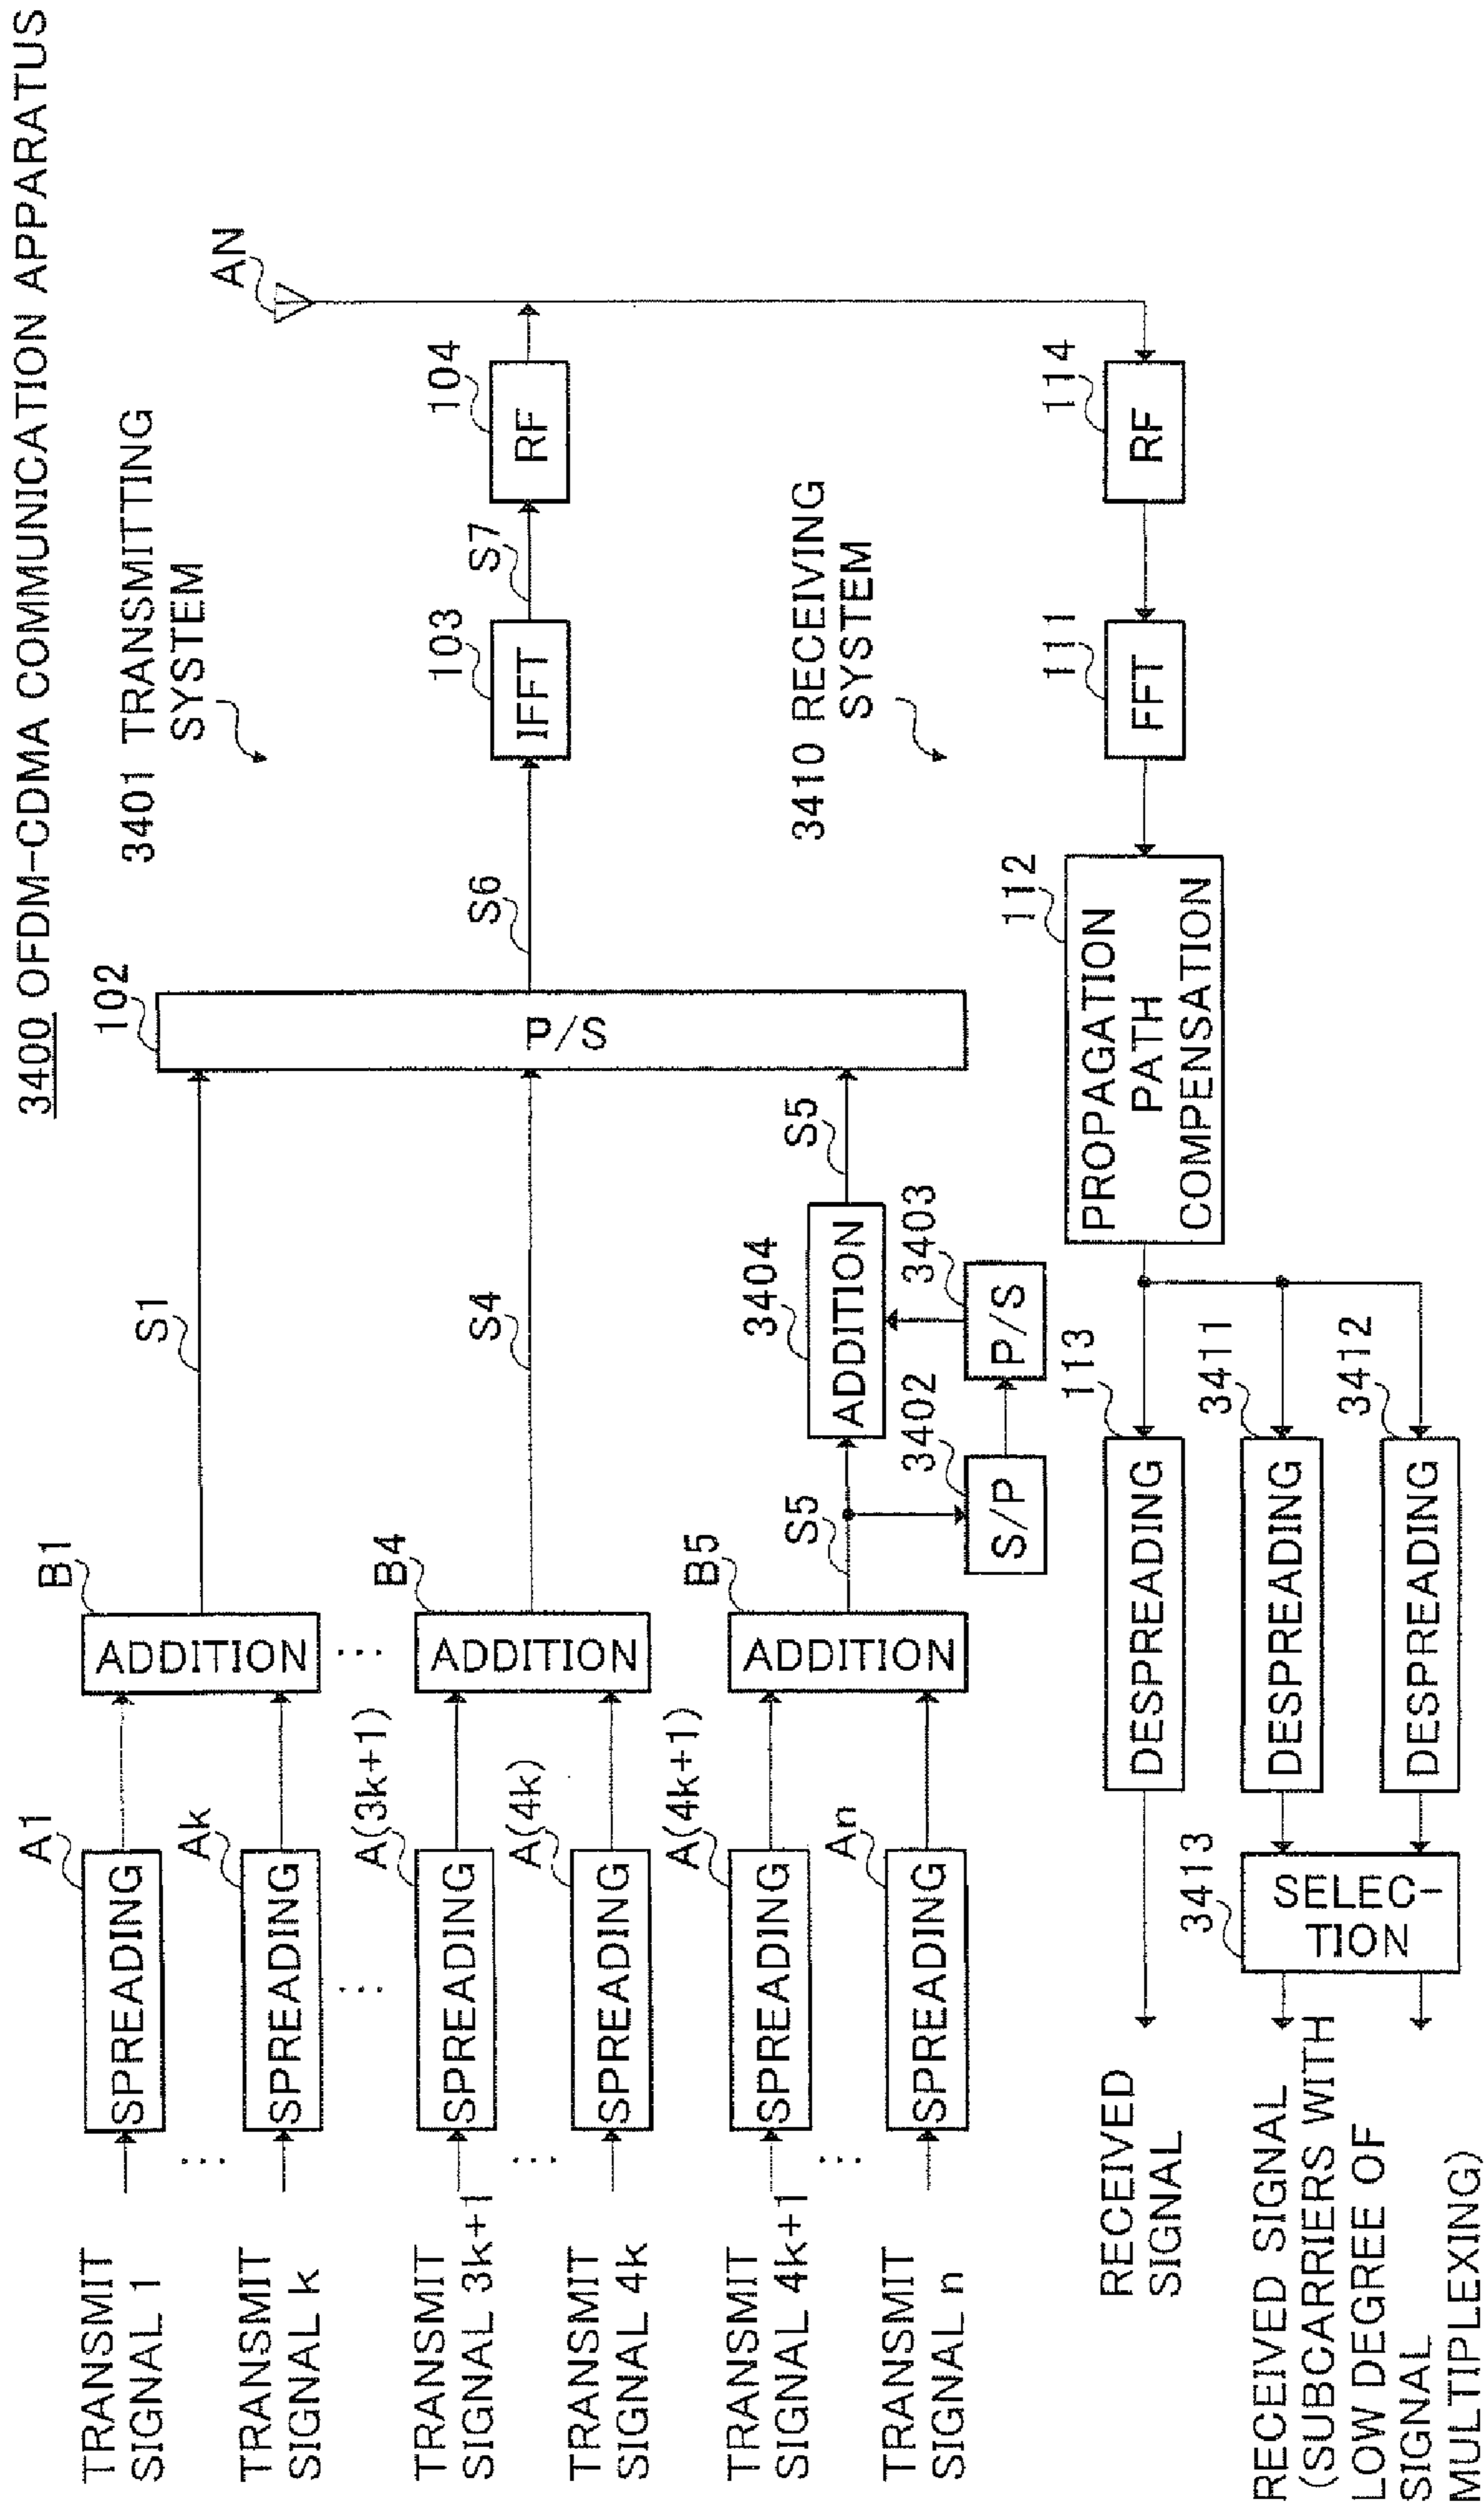 3400 OFDM-CDMA COMMUNICATION APPARATUS
3401 TRANSMITTING
SYSTEM
TRANSMIT
SIGNAL 1
A1
SPREADING
...
B1
ADDITION
S1
102
P/S
TRANSMIT
SIGNAL k
Ak
SPREADING
...
...
TRANSMIT
SIGNAL 3k+1
A(3k+1)
SPREADING
...
B4
ADDITION
S4
S6
103
IFFT
S7
104
RF
AN
TRANSMIT
SIGNAL 4k
A(4k)
SPREADING
TRANSMIT
SIGNAL 4k+1
A(4k+1)
SPREADING
...
B5
ADDITION
S5
3404
ADDITION
S5
TRANSMIT
SIGNAL n
An
SPREADING
3402
S/P
3403
P/S
3410 RECEIVING
SYSTEM
RECEIVED
SIGNAL
113
DESPREADING
112
PROPAGATION
PATH
COMPENSATION
111
FFT
114
RF
RECEIVED SIGNAL
(SUBCARRIERS WITH
LOW DEGREE OF
SIGNAL
MULTIPLEXING)
3413
SELEC-
TION
3411
DESPREADING
3412
DESPREADING